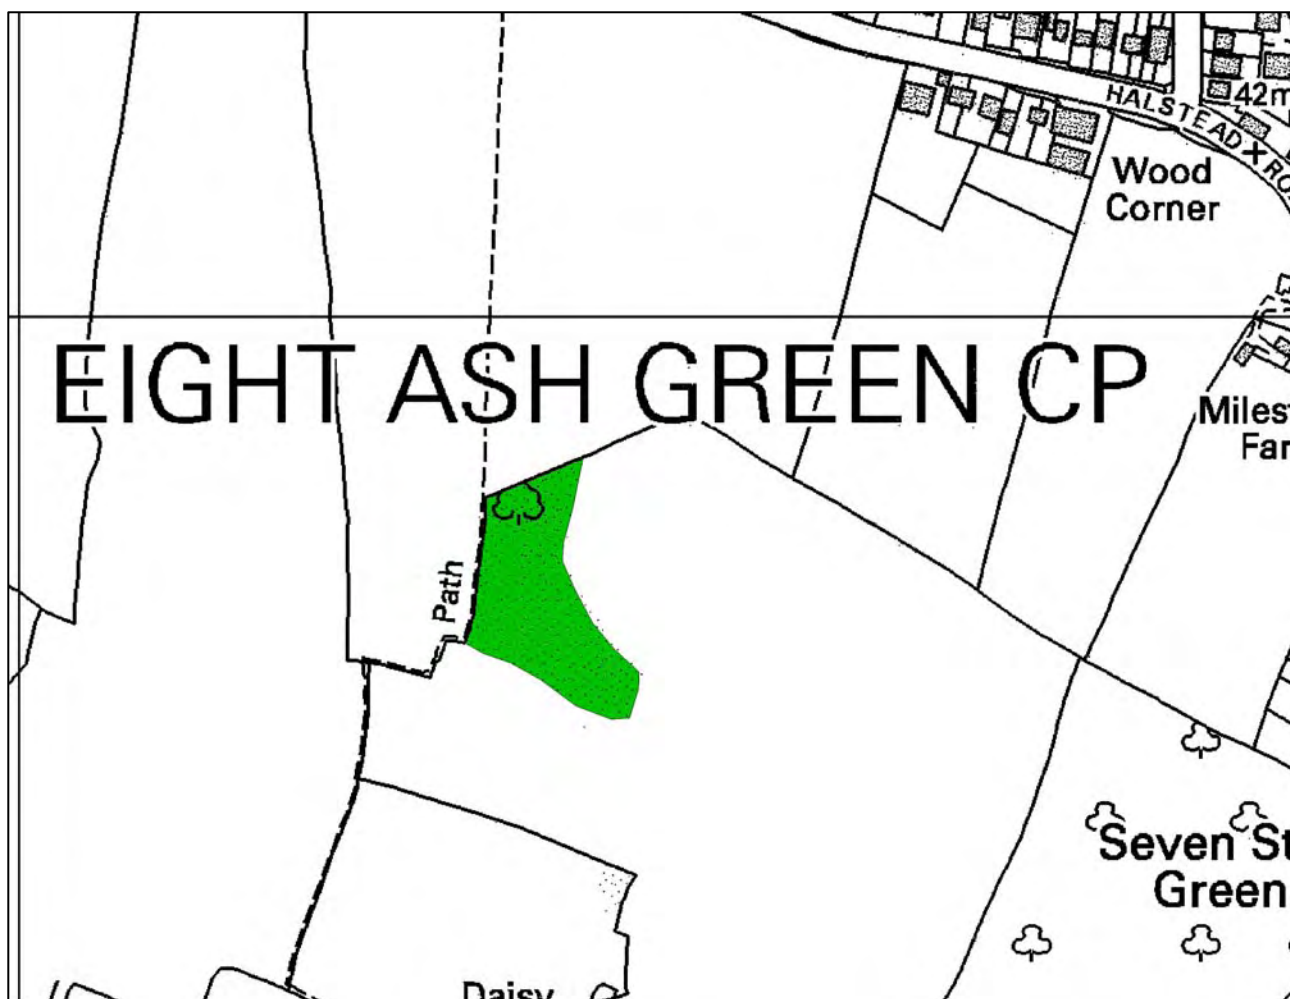 HALSTEAD RO
42m
Wood
Corner
EIGHT ASH GREEN CP
Miles
Far
Path
Seven St
Green
Daisy